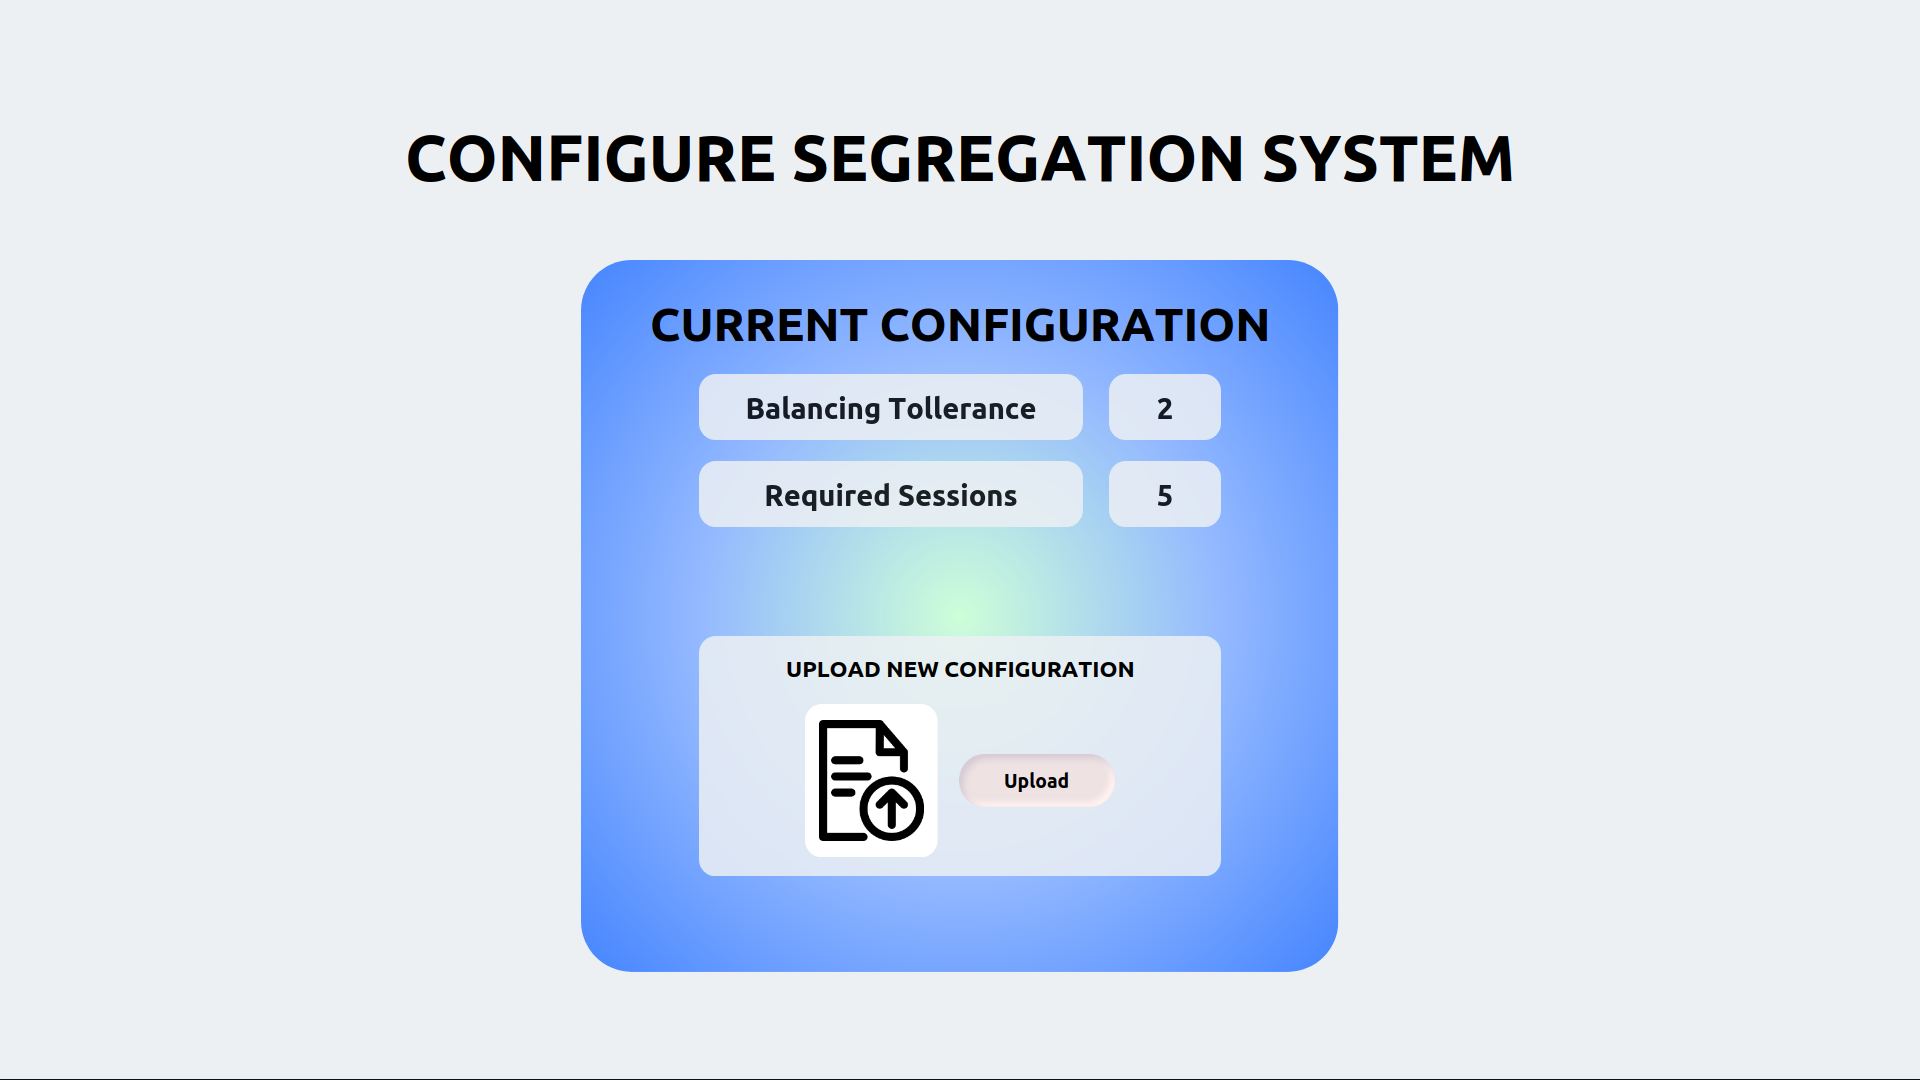 CONFIGURE SEGREGATION SYSTEM
CURRENT CONFIGURATION
Balancing Tollerance 2
Required Sessions 5
UPLOAD NEW CONFIGURATION
Upload